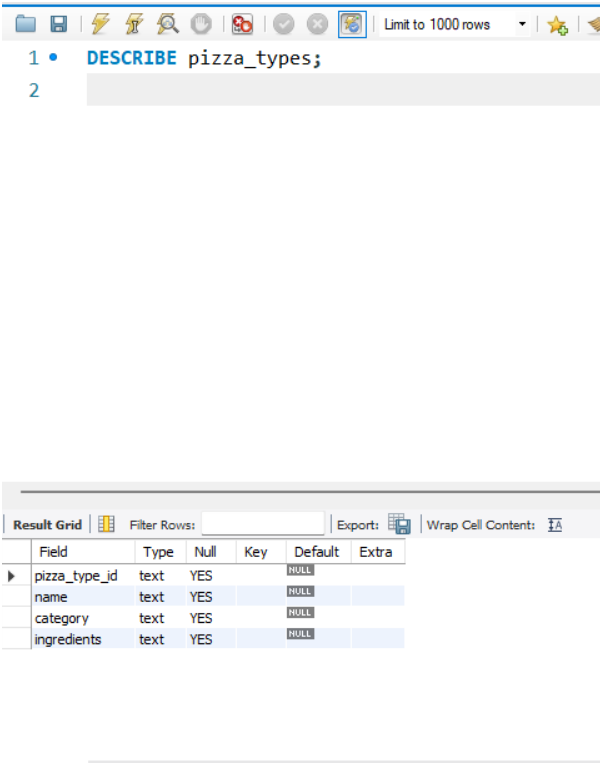 Limit to 1000 rows
1 DESCRIBE pizza_types;
2
Result Grid Filter Rows: Export: Wrap Cell Content: IA
Field Type Null Key Default Extra
pizza_type_id text YES NULL
name text YES NULL
category text YES NULL
ingredients text YES NULL